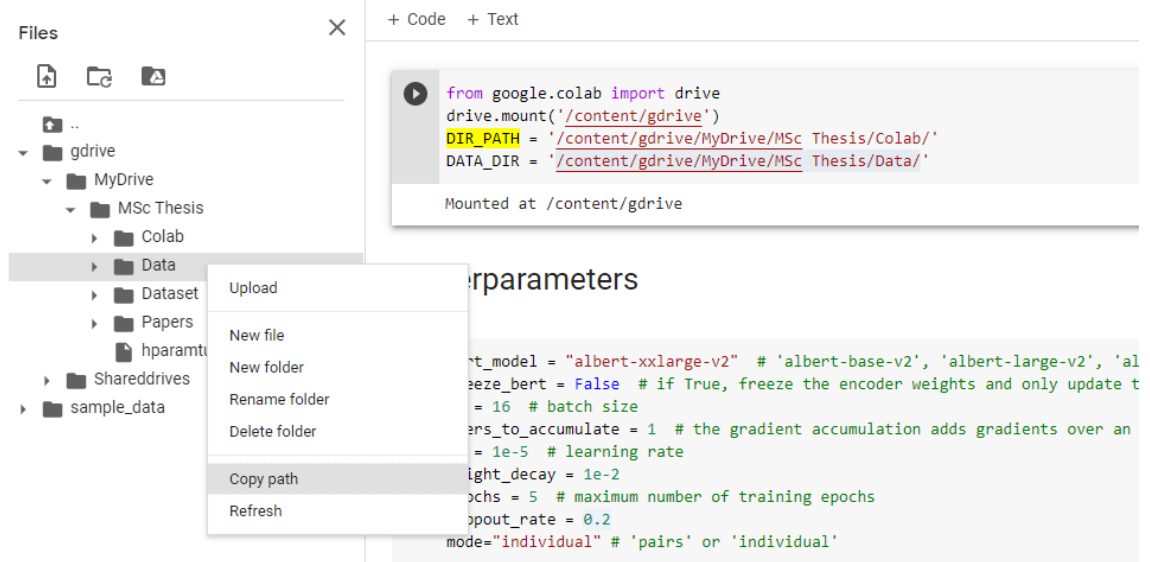 Files
..
gdrive
MyDrive
MSc Thesis
Colab
Data
Dataset
Papers
hparamtu
Shareddrives
sample_data
Upload
New file
New folder
Rename folder
Delete folder
Copy path
Refresh
+ Code + Text
from google.colab import drive
drive.mount('/content/gdrive')
DIR_PATH = '/content/gdrive/MyDrive/MSc Thesis/Colab/'
DATA_DIR = '/content/gdrive/MyDrive/MSc Thesis/Data/'
Mounted at /content/gdrive
erparameters
rt_model = "albert-xxlarge-v2" # 'albert-base-v2', 'albert-large-v2', 'al
eeze_bert = False # if True, freeze the encoder weights and only update t
= 16 # batch size
ers_to_accumulate = 1 # the gradient accumulation adds gradients over an
= 1e-5 # learning rate
ight_decay = 1e-2
ochs = 5 # maximum number of training epochs
opout_rate = 0.2
mode="individual" # 'pairs' or 'individual'